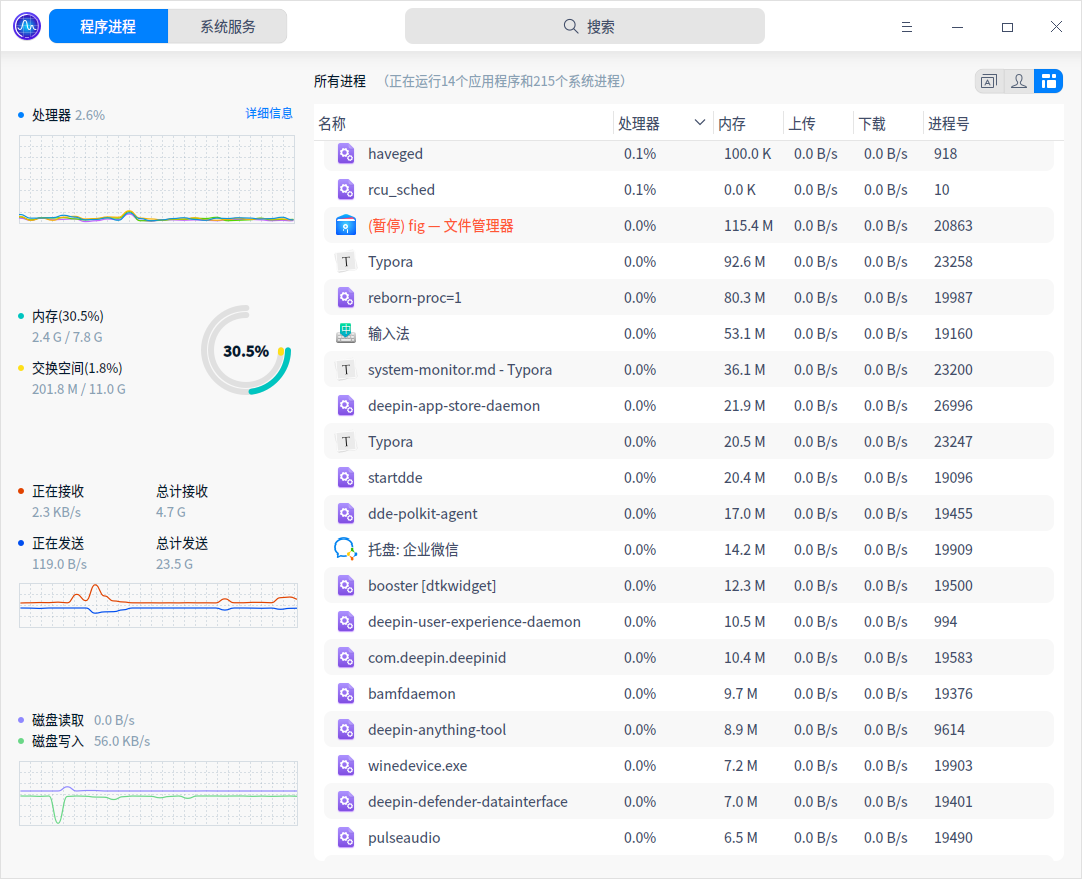 程序进程 系统服务 搜索
所有进程 (正在运行14个应用程序和215个系统进程)
处理器 2.6% 详细信息
内存(30.5%)
2.4 G / 7.8 G
交换空间(1.8%)
201.8 M / 11.0 G
30.5%
正在接收 总计接收
2.3 KB/s 4.7 G
正在发送 总计发送
119.0 B/s 23.5 G
磁盘读取 0.0 B/s
磁盘写入 56.0 KB/s
名称 处理器 内存 上传 下载 进程号
haveged 0.1% 100.0 K 0.0 B/s 0.0 B/s 918
rcu_sched 0.1% 0.0 K 0.0 B/s 0.0 B/s 10
(暂停) fig — 文件管理器 0.0% 115.4 M 0.0 B/s 0.0 B/s 20863
T Typora 0.0% 92.6 M 0.0 B/s 0.0 B/s 23258
reborn-proc=1 0.0% 80.3 M 0.0 B/s 0.0 B/s 19987
输入法 0.0% 53.1 M 0.0 B/s 0.0 B/s 19160
T system-monitor.md - Typora 0.0% 36.1 M 0.0 B/s 0.0 B/s 23200
deepin-app-store-daemon 0.0% 21.9 M 0.0 B/s 0.0 B/s 26996
T Typora 0.0% 20.5 M 0.0 B/s 0.0 B/s 23247
startdde 0.0% 20.4 M 0.0 B/s 0.0 B/s 19096
dde-polkit-agent 0.0% 17.0 M 0.0 B/s 0.0 B/s 19455
托盘: 企业微信 0.0% 14.2 M 0.0 B/s 0.0 B/s 19909
booster [dtkwidget] 0.0% 12.3 M 0.0 B/s 0.0 B/s 19500
deepin-user-experience-daemon 0.0% 10.5 M 0.0 B/s 0.0 B/s 994
com.deepin.deepinid 0.0% 10.4 M 0.0 B/s 0.0 B/s 19583
bamfdaemon 0.0% 9.7 M 0.0 B/s 0.0 B/s 19376
deepin-anything-tool 0.0% 8.9 M 0.0 B/s 0.0 B/s 9614
winedevice.exe 0.0% 7.2 M 0.0 B/s 0.0 B/s 19903
deepin-defender-datainterface 0.0% 7.0 M 0.0 B/s 0.0 B/s 19401
pulseaudio 0.0% 6.5 M 0.0 B/s 0.0 B/s 19490